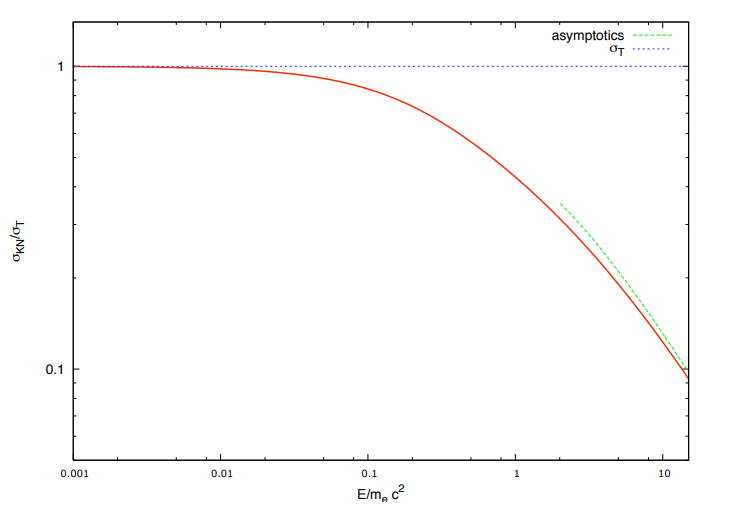 asymptotics
σT
1
σKN/σT
0.1
0.001 0.01 0.1 1 10
E/me c2